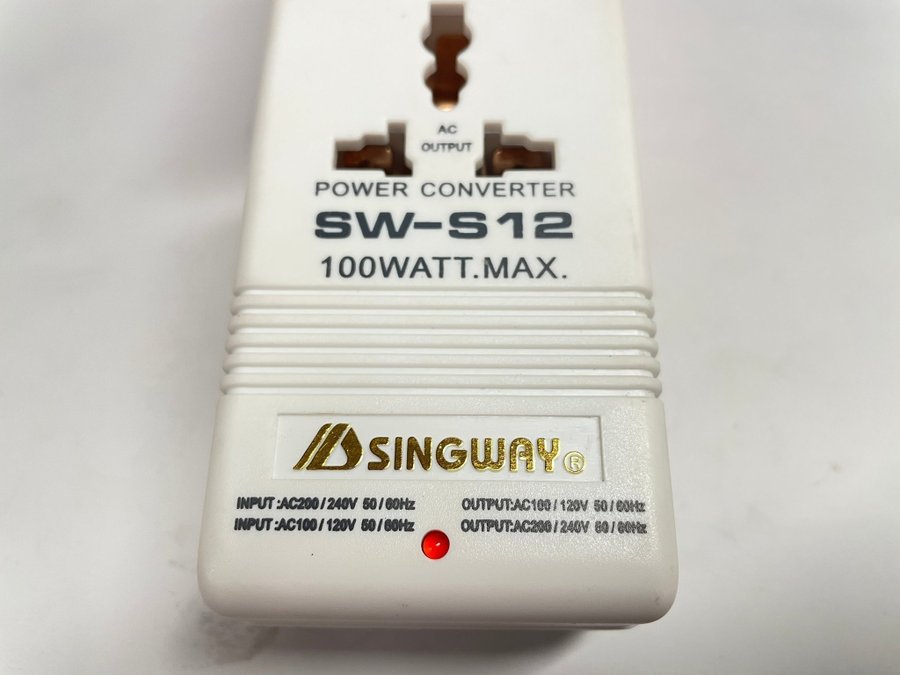 AC
OUTPUT
POWER CONVERTER
SW-S12
100WATT.MAX.
SINGWAY®
INPUT :AC200 / 240V 50 / 60Hz OUTPUT:AC100 / 120V 50 / 60Hz
INPUT :AC100 / 120V 50 / 60Hz OUTPUT:AC200 / 240V 50 / 60Hz